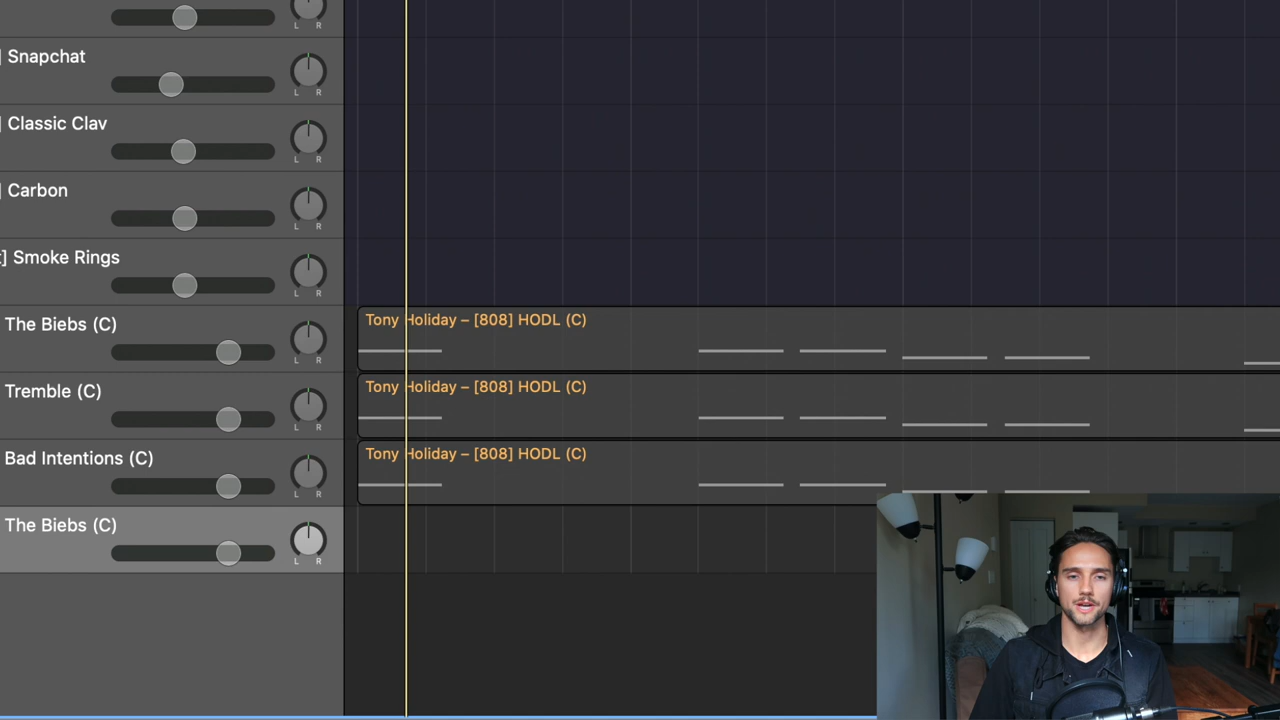 L R
] Snapchat
L R
] Classic Clav
L R
] Carbon
L R
] Smoke Rings
L R
The Biebs (C)
L R
Tony Holiday – [808] HODL (C)
Tremble (C)
L R
Tony Holiday – [808] HODL (C)
Bad Intentions (C)
L R
Tony Holiday – [808] HODL (C)
The Biebs (C)
L R